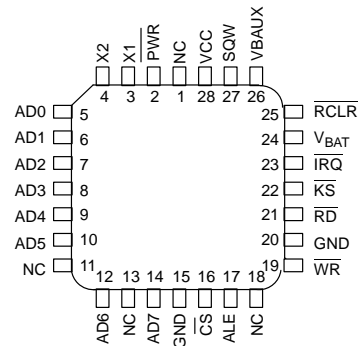 X2
X1
PWR
NC
VCC
SQW
VBAUX
4 3 2 1 28 27 26
AD0 5 25 RCLR
AD1 6 24 VBAT
AD2 7 23 IRQ
AD3 8 22 KS
AD4 9 21 RD
AD5 10 20 GND
NC 11 19 WR
12 13 14 15 16 17 18
AD6
NC
AD7
GND
CS
ALE
NC